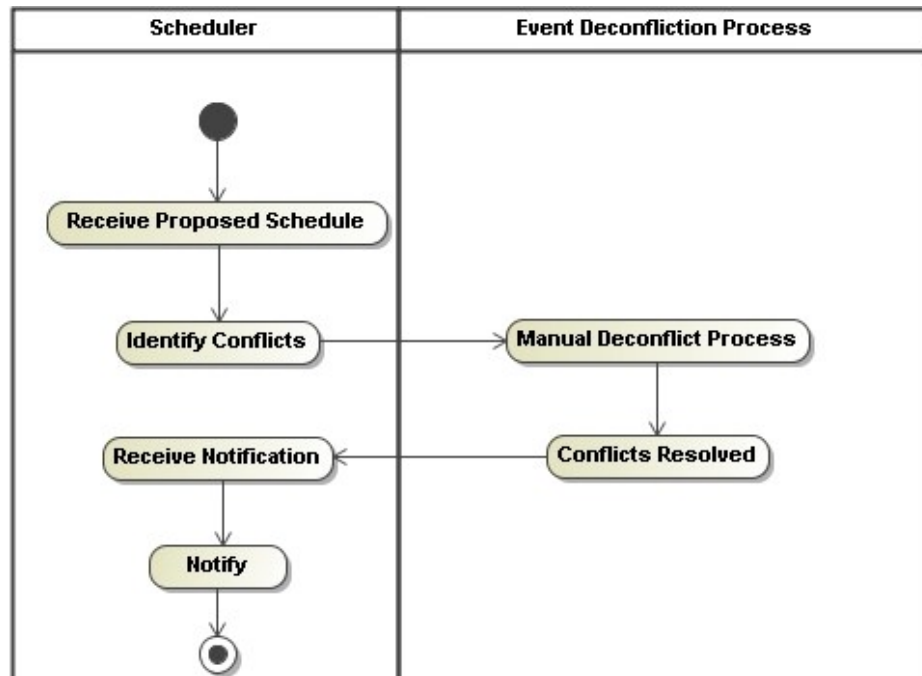 Scheduler
Event Deconfliction Process
Receive Proposed Schedule
Identify Conflicts
Manual Deconflict Process
Receive Notification
Conflicts Resolved
Notify